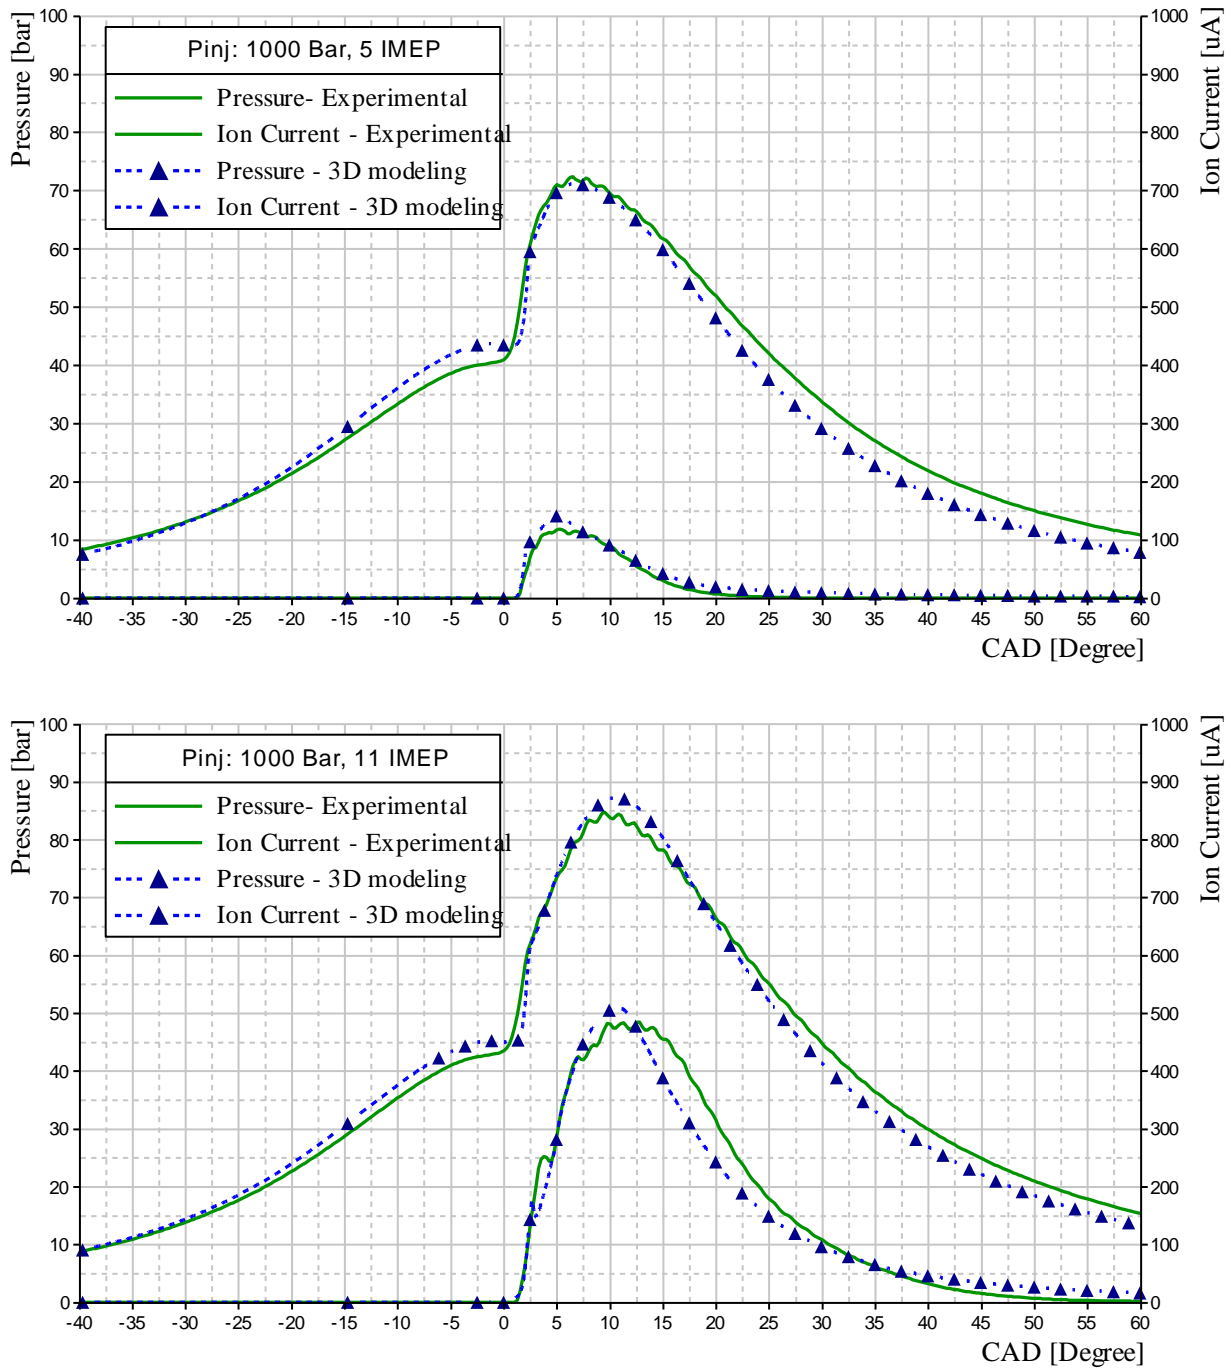 Pressure [bar]
Ion Current [uA]
100
90
80
70
60
50
40
30
20
10
0
1000
900
800
700
600
500
400
300
200
100
0
Pinj: 1000 Bar, 5 IMEP
Pressure- Experimental
Ion Current - Experimental
Pressure - 3D modeling
Ion Current - 3D modeling
-40 -35 -30 -25 -20 -15 -10 -5 0 5 10 15 20 25 30 35 40 45 50 55 60
CAD [Degree]
Pressure [bar]
Ion Current [uA]
100
90
80
70
60
50
40
30
20
10
0
1000
900
800
700
600
500
400
300
200
100
0
Pinj: 1000 Bar, 11 IMEP
Pressure- Experimental
Ion Current - Experimental
Pressure - 3D modeling
Ion Current - 3D modeling
-40 -35 -30 -25 -20 -15 -10 -5 0 5 10 15 20 25 30 35 40 45 50 55 60
CAD [Degree]